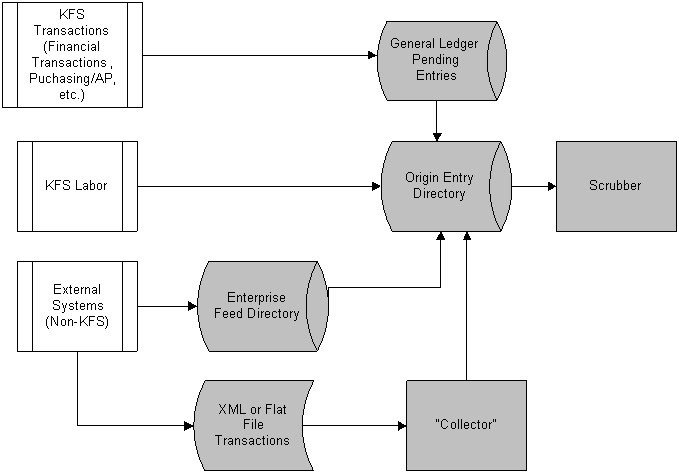 KFS
Transactions
(Financial
Transactions ,
Puchasing/AP,
etc.)
General Ledger
Pending
Entries
KFS Labor
Origin Entry
Directory
Scrubber
External
Systems
(Non-KFS)
Enterprise
Feed Directory
XML or Flat
File
Transactions
"Collector"